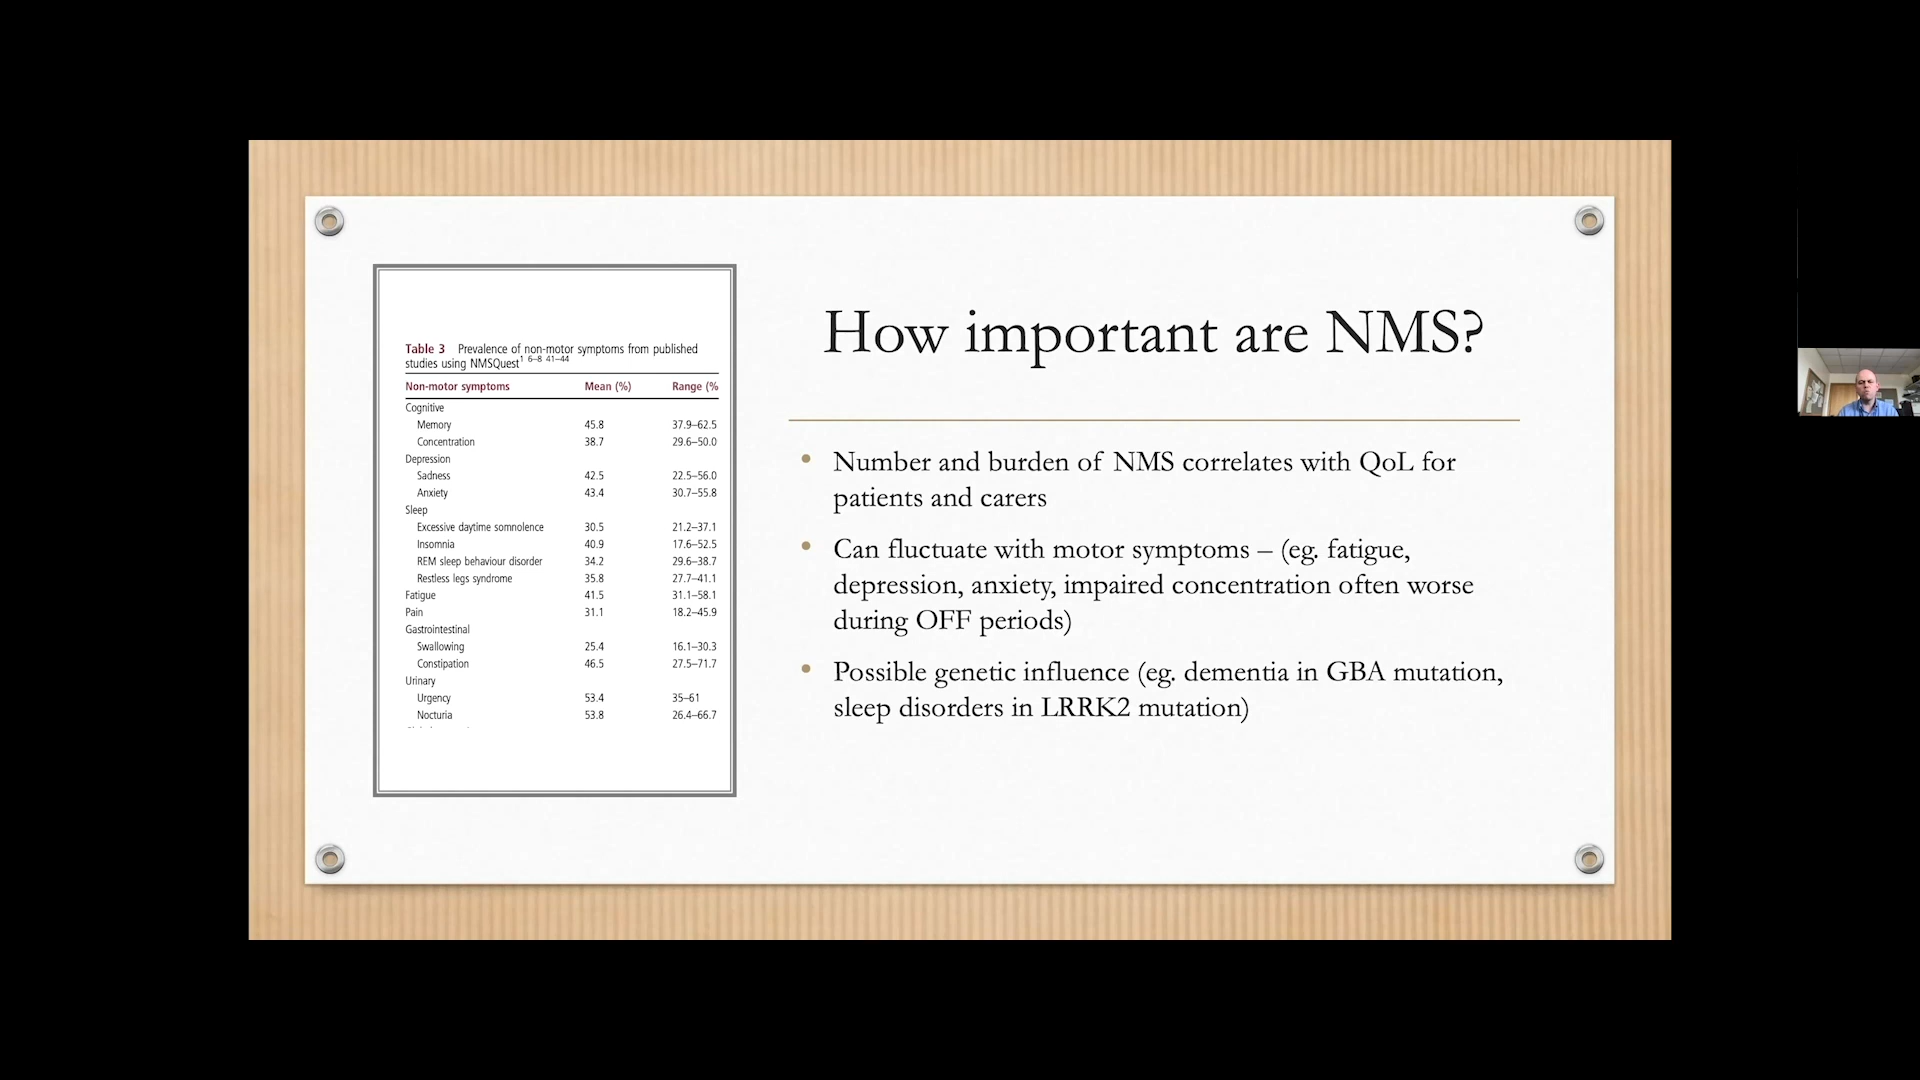 Table 3 Prevalence of non-motor symptoms from published
studies using NMSQuest1 6–8 41–44
Non-motor symptoms Mean (%) Range (%
Cognitive
Memory 45.8 37.9–62.5
Concentration 38.7 29.6–50.0
Depression
Sadness 42.5 22.5–56.0
Anxiety 43.4 30.7–55.8
Sleep
Excessive daytime somnolence 30.5 21.2–37.1
Insomnia 40.9 17.6–52.5
REM sleep behaviour disorder 34.2 29.6–38.7
Restless legs syndrome 35.8 27.7–41.1
Fatigue 41.5 31.1–58.1
Pain 31.1 18.2–45.9
Gastrointestinal
Swallowing 25.4 16.1–30.3
Constipation 46.5 27.5–71.7
Urinary
Urgency 53.4 35–61
Nocturia 53.8 26.4–66.7
How important are NMS?
• Number and burden of NMS correlates with QoL for
patients and carers
• Can fluctuate with motor symptoms – (eg. fatigue,
depression, anxiety, impaired concentration often worse
during OFF periods)
• Possible genetic influence (eg. dementia in GBA mutation,
sleep disorders in LRRK2 mutation)